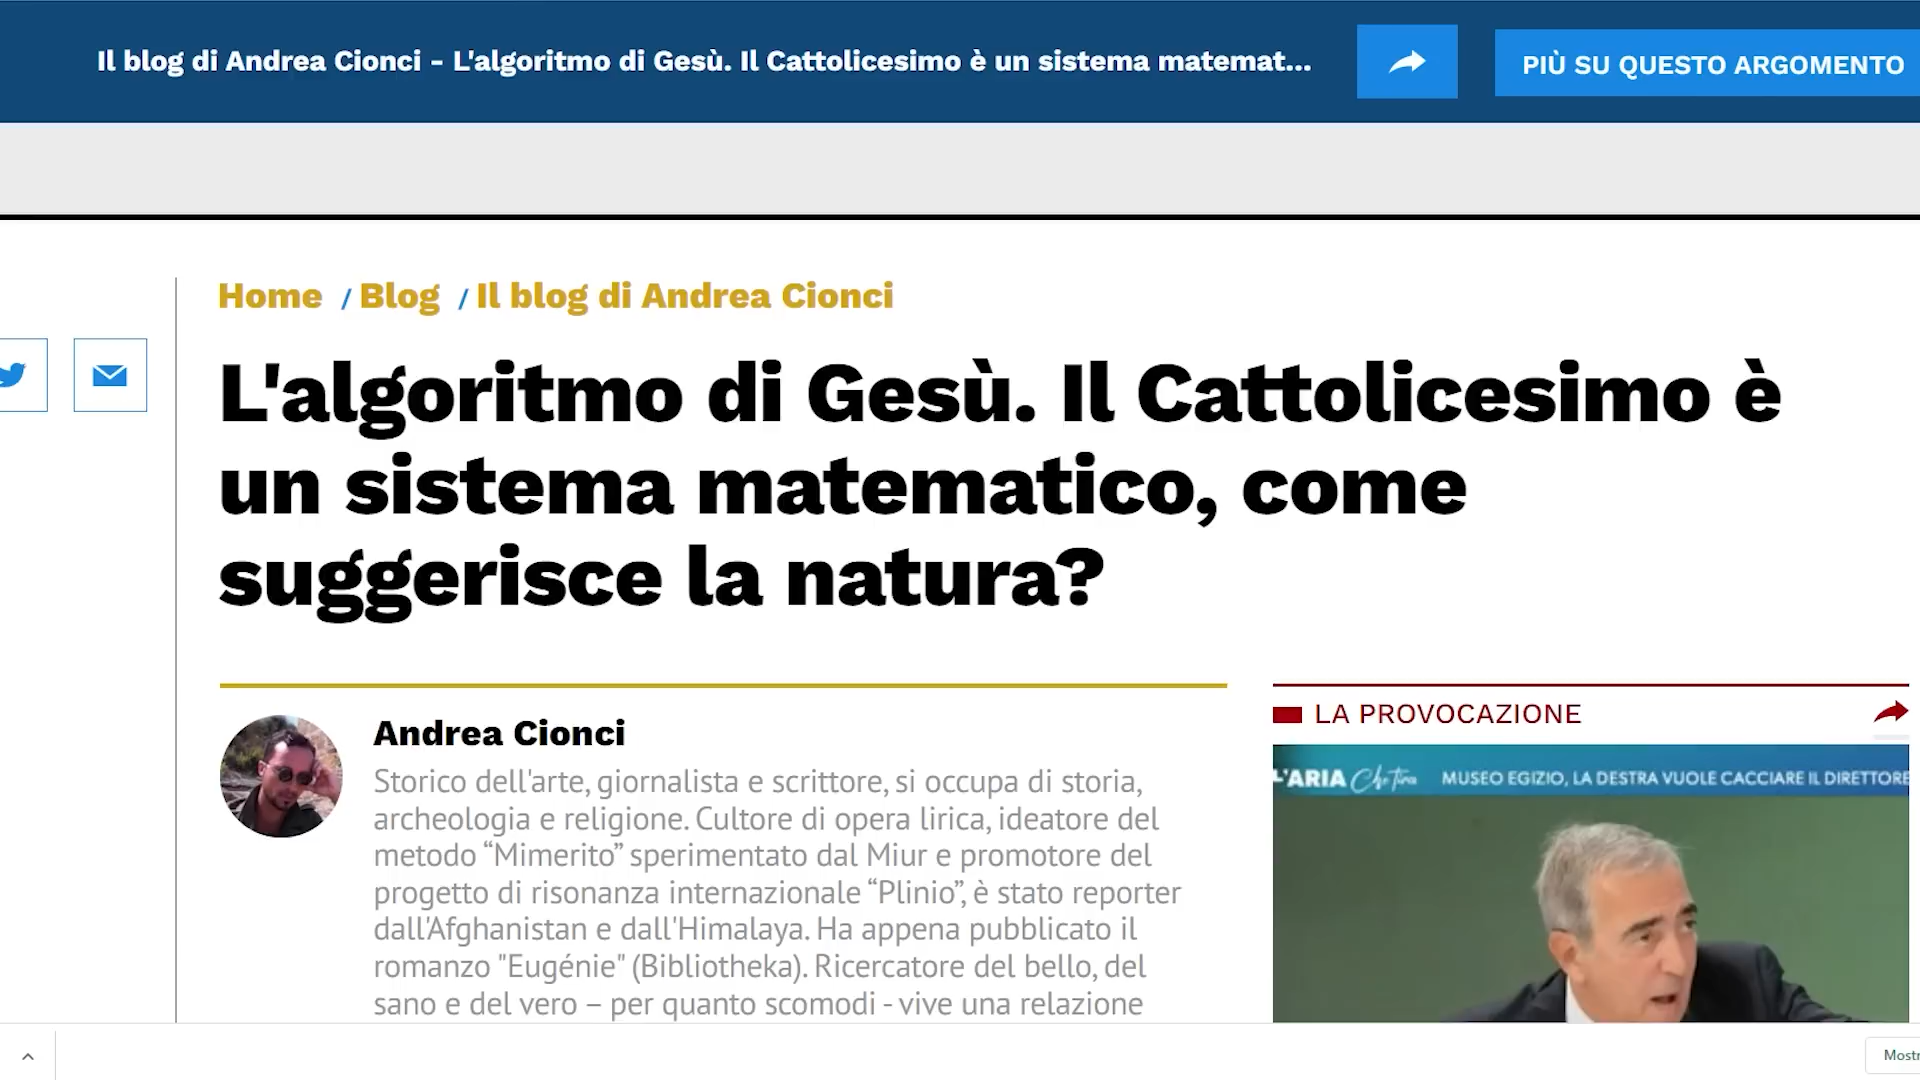 Il blog di Andrea Cionci - L'algoritmo di Gesù. Il Cattolicesimo è un sistema matemat...
PIÙ SU QUESTO ARGOMENTO
Home / Blog / Il blog di Andrea Cionci
L'algoritmo di Gesù. Il Cattolicesimo è
un sistema matematico, come
suggerisce la natura?
Andrea Cionci
Storico dell'arte, giornalista e scrittore, si occupa di storia,
archeologia e religione. Cultore di opera lirica, ideatore del
metodo “Mimerito” sperimentato dal Miur e promotore del
progetto di risonanza internazionale “Plinio”, è stato reporter
dall'Afghanistan e dall'Himalaya. Ha appena pubblicato il
romanzo "Eugénie" (Bibliotheka). Ricercatore del bello, del
sano e del vero – per quanto scomodi - vive una relazione
LA PROVOCAZIONE
L'ARIA Che Tira MUSEO EGIZIO, LA DESTRA VUOLE CACCIARE IL DIRETTORE
Mostr